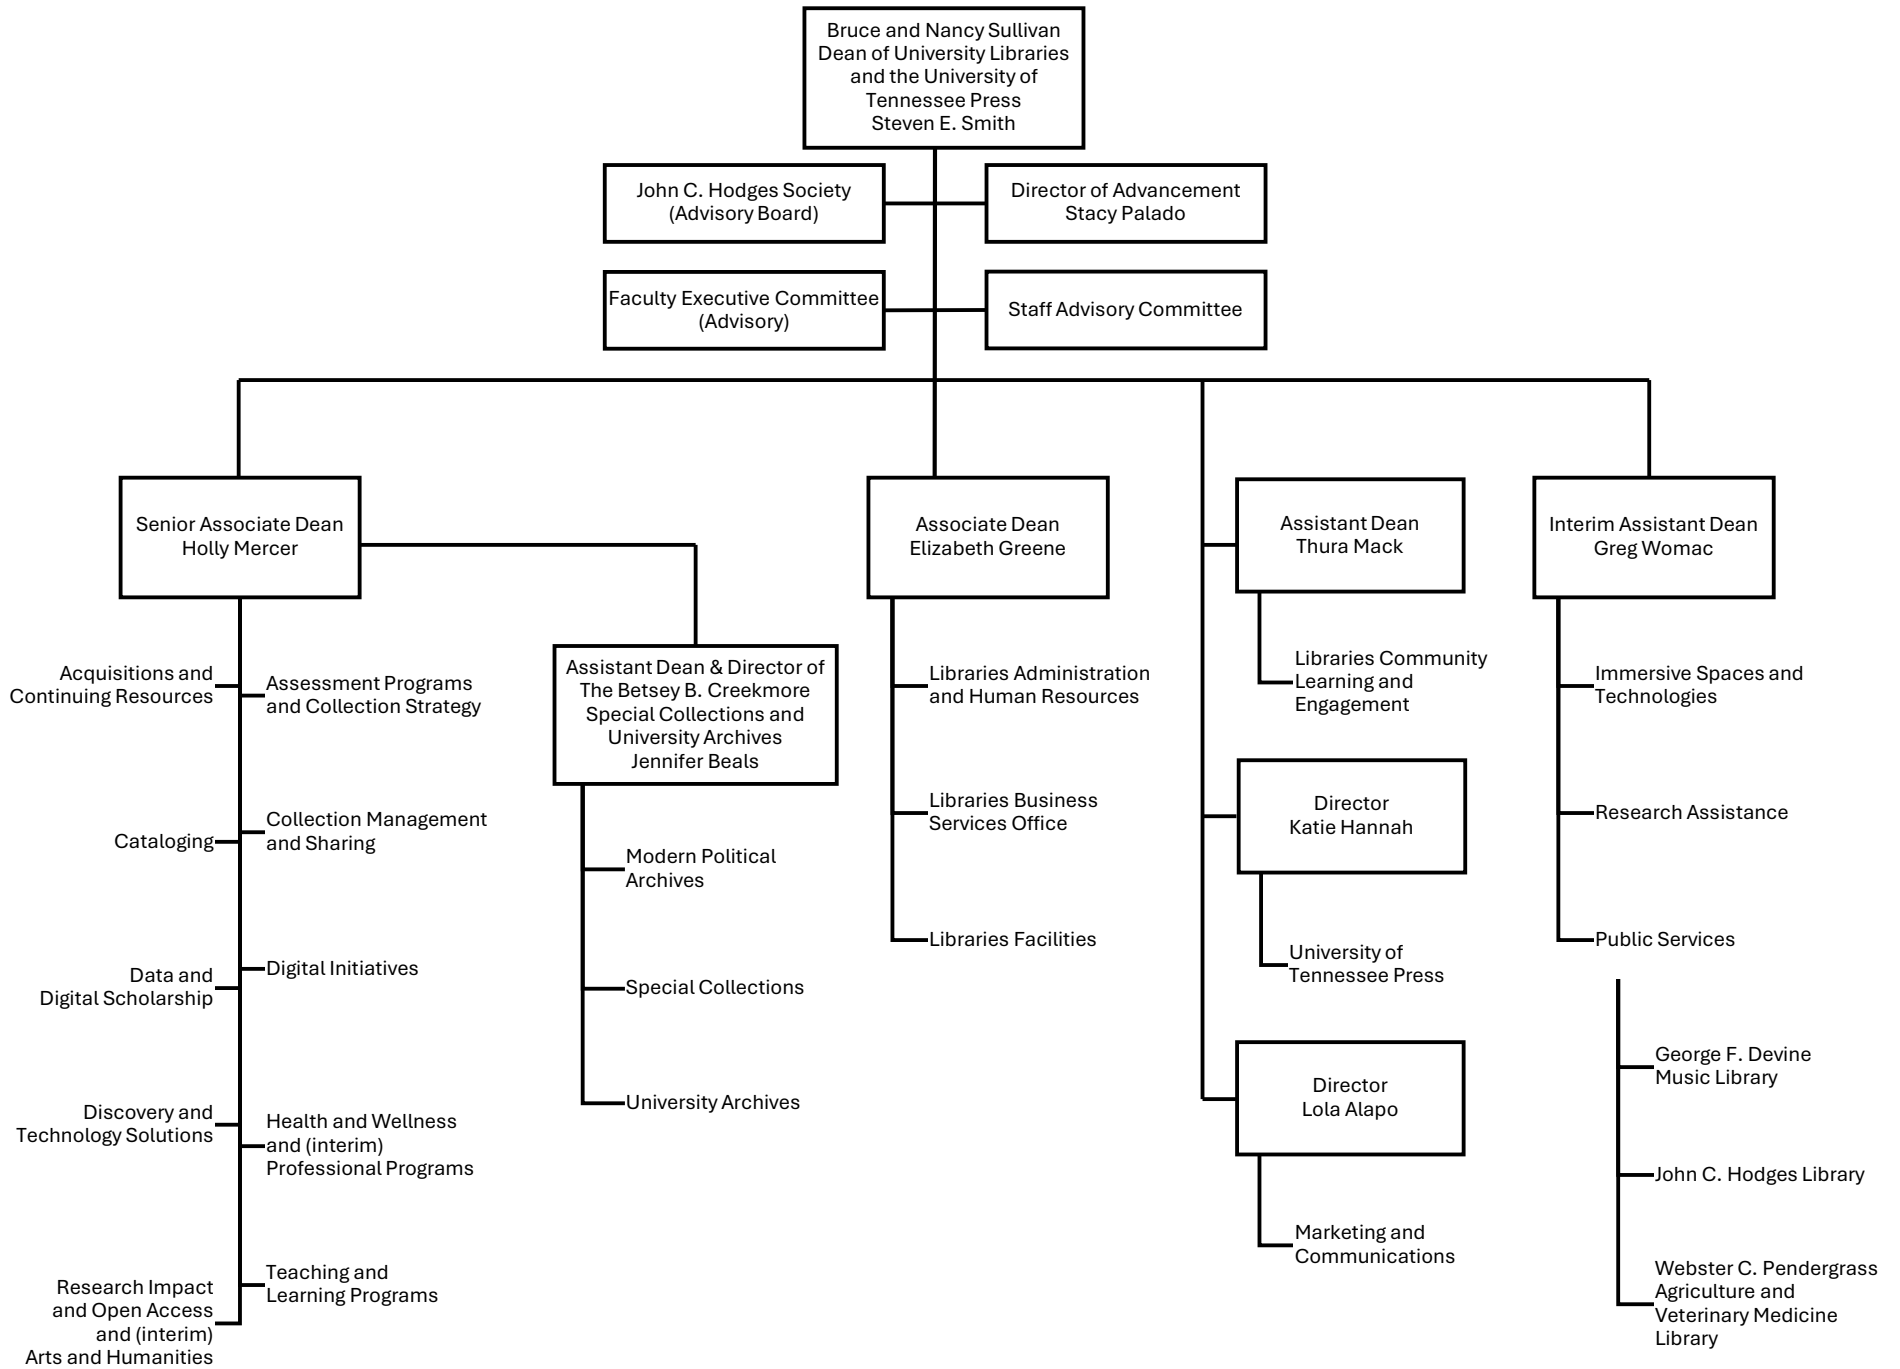 Bruce and Nancy Sullivan
Dean of University Libraries
and the University of
Tennessee Press
Steven E. Smith
John C. Hodges Society
(Advisory Board)
Director of Advancement
Stacy Palado
Faculty Executive Committee
(Advisory)
Staff Advisory Committee
Senior Associate Dean
Holly Mercer
Acquisitions and
Continuing Resources
Assessment Programs
and Collection Strategy
Cataloging
Collection Management
and Sharing
Data and
Digital Scholarship
Digital Initiatives
Discovery and
Technology Solutions
Health and Wellness
and (interim)
Professional Programs
Research Impact
and Open Access
and (interim)
Arts and Humanities
Teaching and
Learning Programs
Assistant Dean & Director of
The Betsey B. Creekmore
Special Collections and
University Archives
Jennifer Beals
Modern Political
Archives
Special Collections
University Archives
Associate Dean
Elizabeth Greene
Libraries Administration
and Human Resources
Libraries Business
Services Office
Libraries Facilities
Assistant Dean
Thura Mack
Libraries Community
Learning and
Engagement
Director
Katie Hannah
University of
Tennessee Press
Director
Lola Alapo
Marketing and
Communications
Interim Assistant Dean
Greg Womac
Immersive Spaces and
Technologies
Research Assistance
Public Services
George F. Devine
Music Library
John C. Hodges Library
Webster C. Pendergrass
Agriculture and
Veterinary Medicine
Library